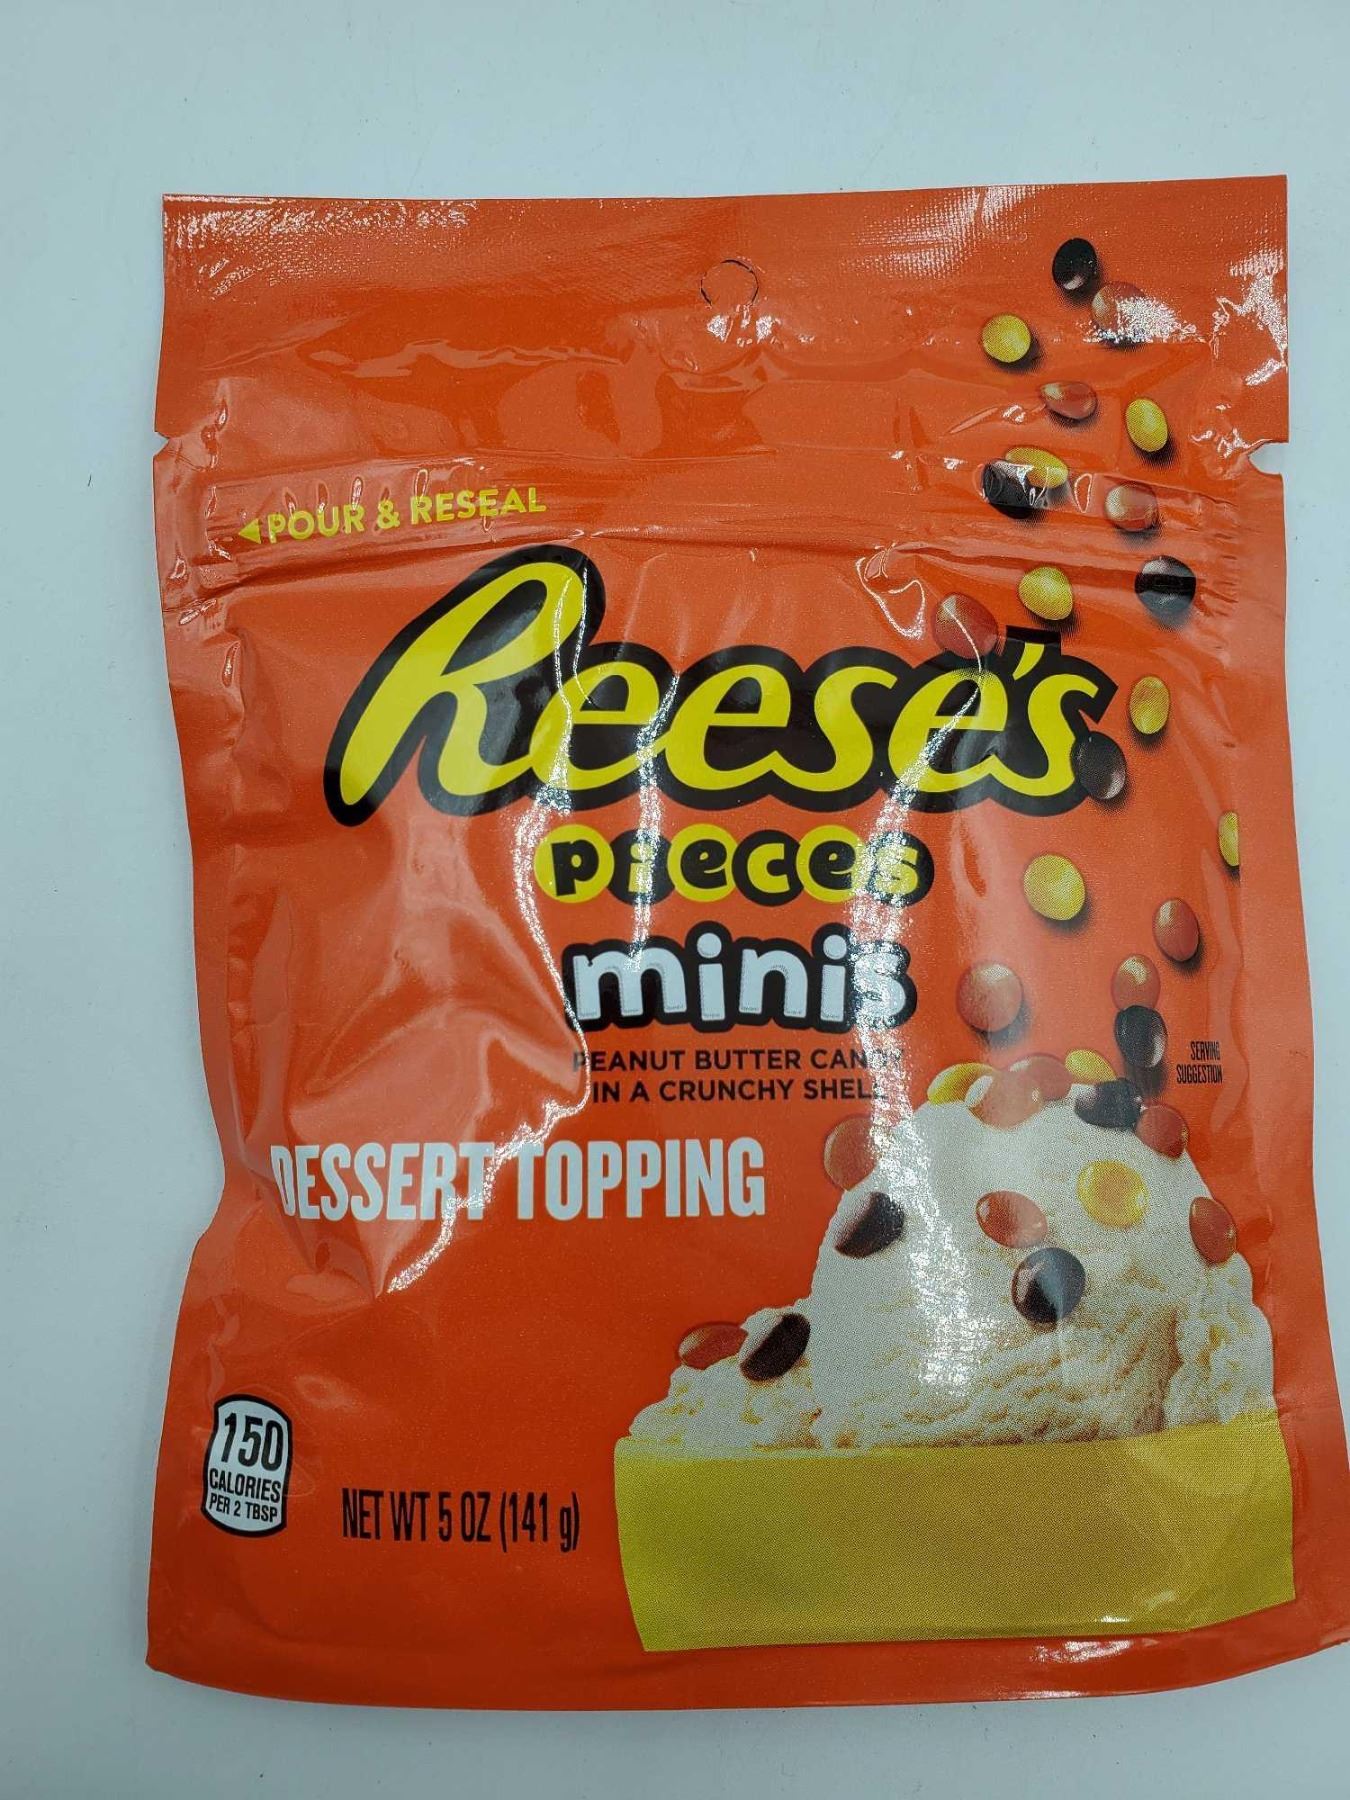 POUR & RESEAL
Reese's
pieces
minis
PEANUT BUTTER CANDY
IN A CRUNCHY SHELL
SERVING
SUGGESTION
DESSERT TOPPING
150
CALORIES
PER 2 TBSP
NET WT 5 OZ (141 g)